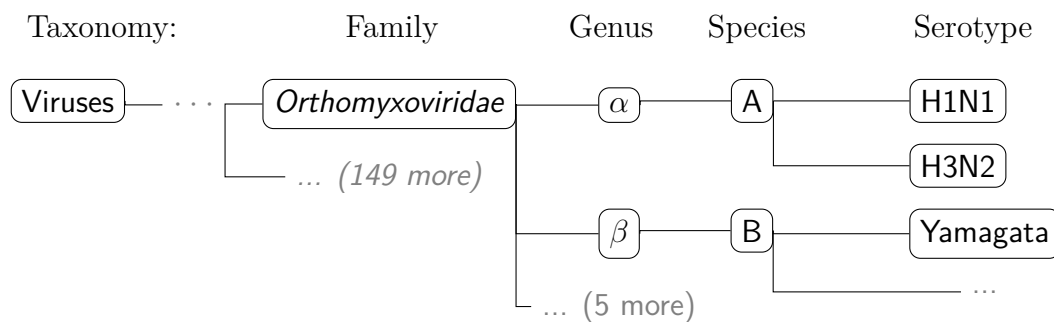 Taxonomy: Family Genus Species Serotype
Viruses ... Orthomyxoviridae α A H1N1
H3N2
... (149 more)
β B Yamagata
... (5 more) ...